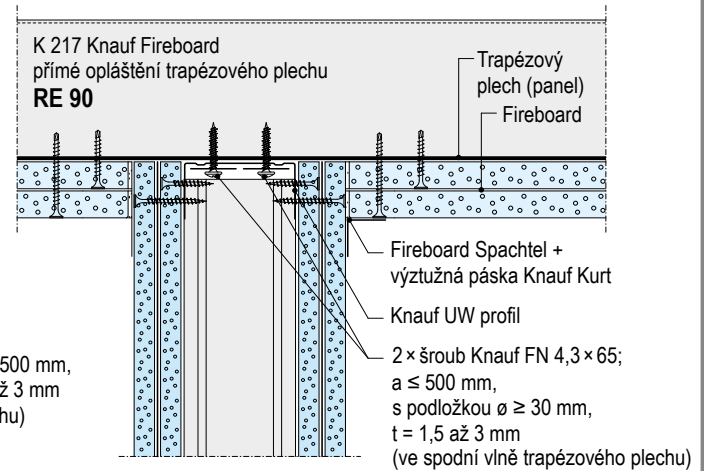 K 217 Knauf Fireboard
přímé opláštění trapézového plechu
RE 90
Trapézový
plech (panel)
Fireboard
Fireboard Spachtel +
výztužná páska Knauf Kurt
Knauf UW profil
2 × šroub Knauf FN 4,3 × 65;
a ≤ 500 mm,
s podložkou ø ≥ 30 mm,
t = 1,5 až 3 mm
(ve spodní vlně trapézového plechu)
500 mm,
ž 3 mm
hu)